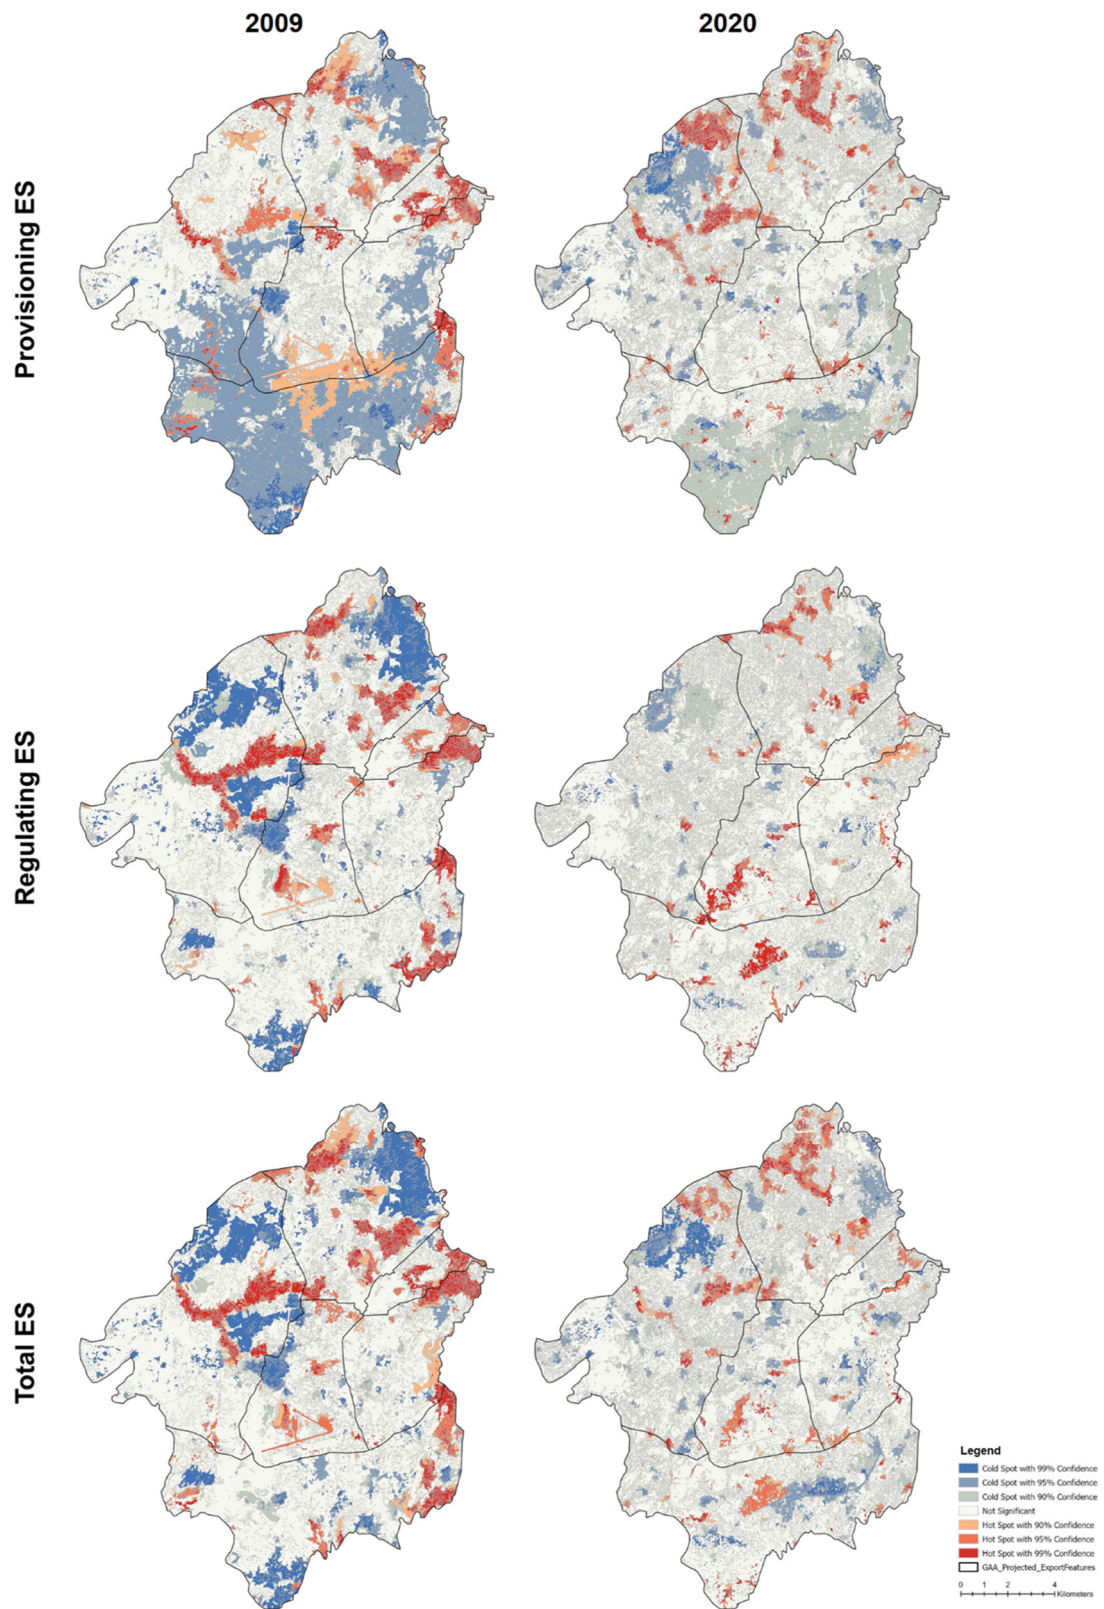 2009
2020
Provisioning ES
Regulating ES
Total ES
Legend
Cold Spot with 99% Confidence
Cold Spot with 95% Confidence
Cold Spot with 90% Confidence
Not Significant
Hot Spot with 90% Confidence
Hot Spot with 95% Confidence
Hot Spot with 99% Confidence
GAA_Projected_ExportFeatures
0 1 2 4
Kilometers